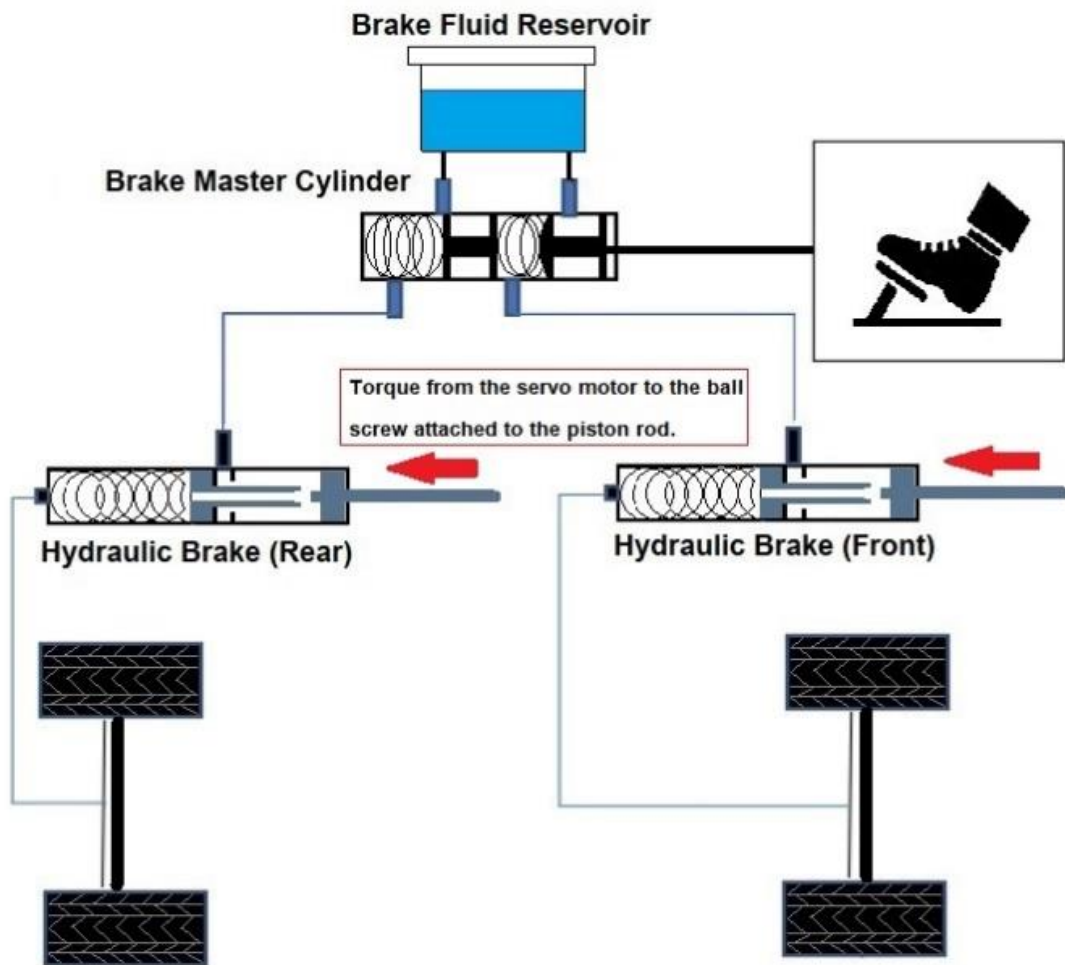 Brake Fluid Reservoir
Brake Master Cylinder
Torque from the servo motor to the ball
screw attached to the piston rod.
Hydraulic Brake (Rear)
Hydraulic Brake (Front)